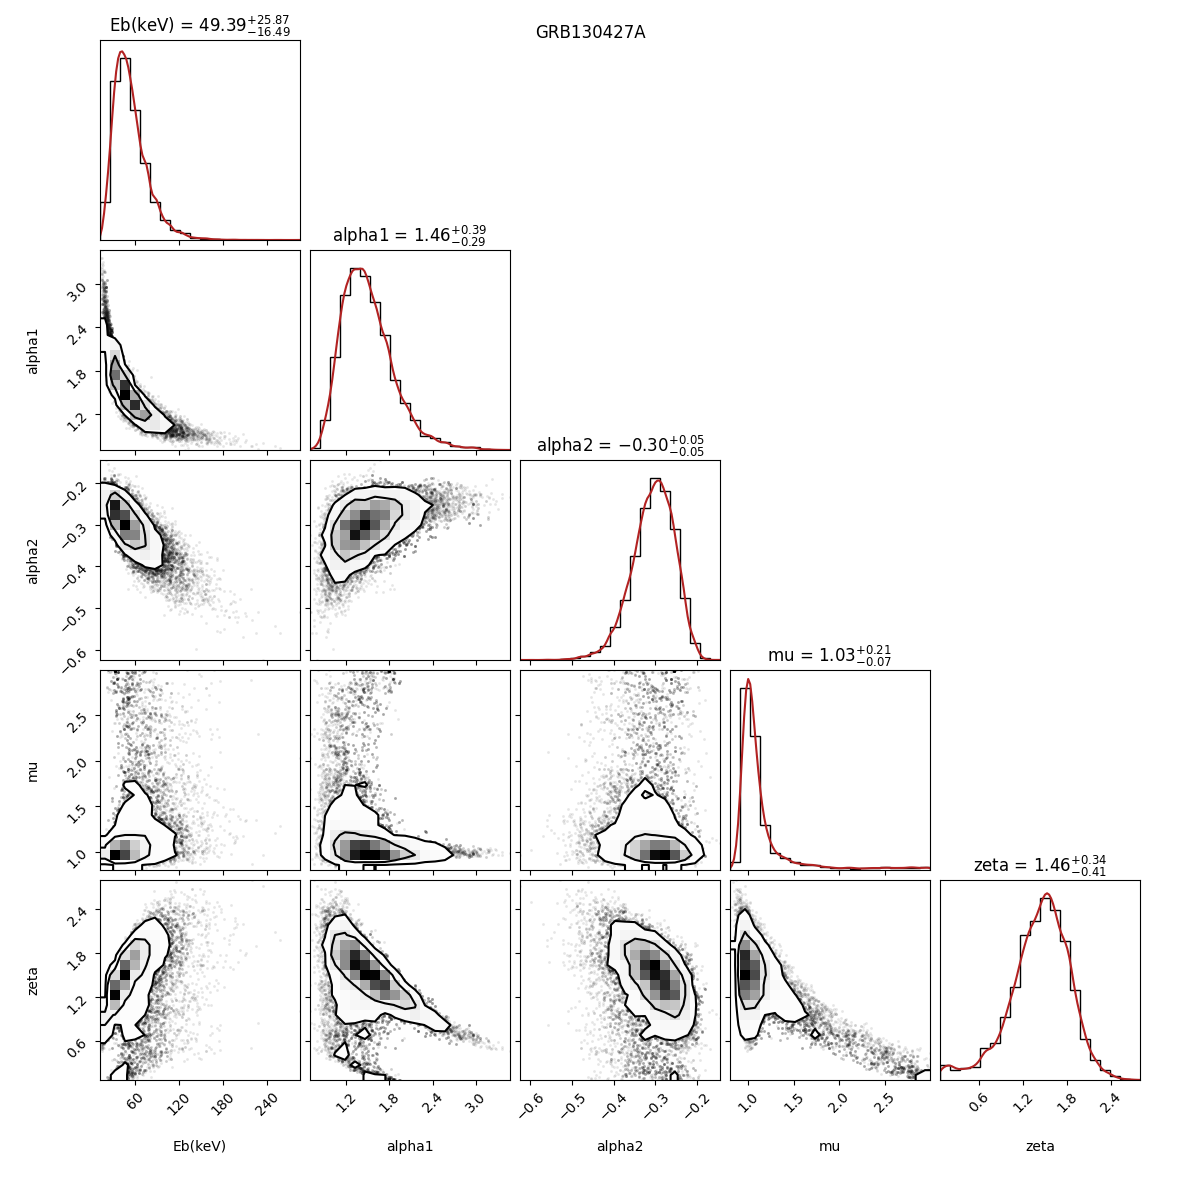 GRB130427A
Eb(keV) = 49.39+25.87−16.49
alpha1 = 1.46+0.39−0.29
3.0
2.4
1.8
1.2
alpha1
alpha2 = −0.30+0.05−0.05
−0.2
−0.3
−0.4
−0.5
−0.6
alpha2
mu = 1.03+0.21−0.07
2.5
2.0
1.5
1.0
mu
zeta = 1.46+0.34−0.41
2.4
1.8
1.2
0.6
zeta
60 120 180 240 1.2 1.8 2.4 3.0 −0.6 −0.5 −0.4 −0.3 −0.2 1.0 1.5 2.0 2.5 0.6 1.2 1.8 2.4
Eb(keV) alpha1 alpha2 mu zeta